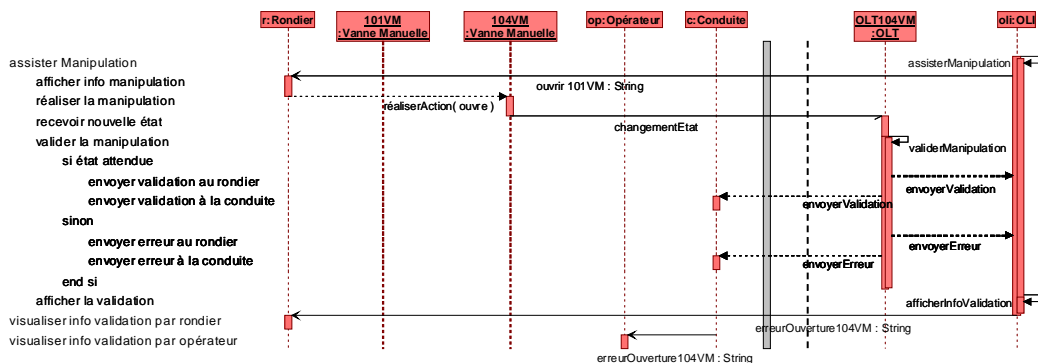 r:Rondier
101VM
:Vanne Manuelle
104VM
:Vanne Manuelle
op:Opérateur
c:Conduite
OLT104VM
:OLT
oli:OLI
assister Manipulation
assisterManipulation
afficher info manipulation
ouvrir 101VM : String
réaliser la manipulation
réaliserAction( ouvre )
recevoir nouvelle état
changementEtat
valider la manipulation
validerManipulation
si état attendue
envoyer validation au rondier
envoyerValidation
envoyer validation à la conduite
envoyerValidation
sinon
envoyer erreur au rondier
envoyerErreur
envoyer erreur à la conduite
envoyerErreur
end si
afficher la validation
afficherInfoValidation
visualiser info validation par rondier
erreurOuverture104VM : String
visualiser info validation par opérateur
erreurOuverture104VM : String